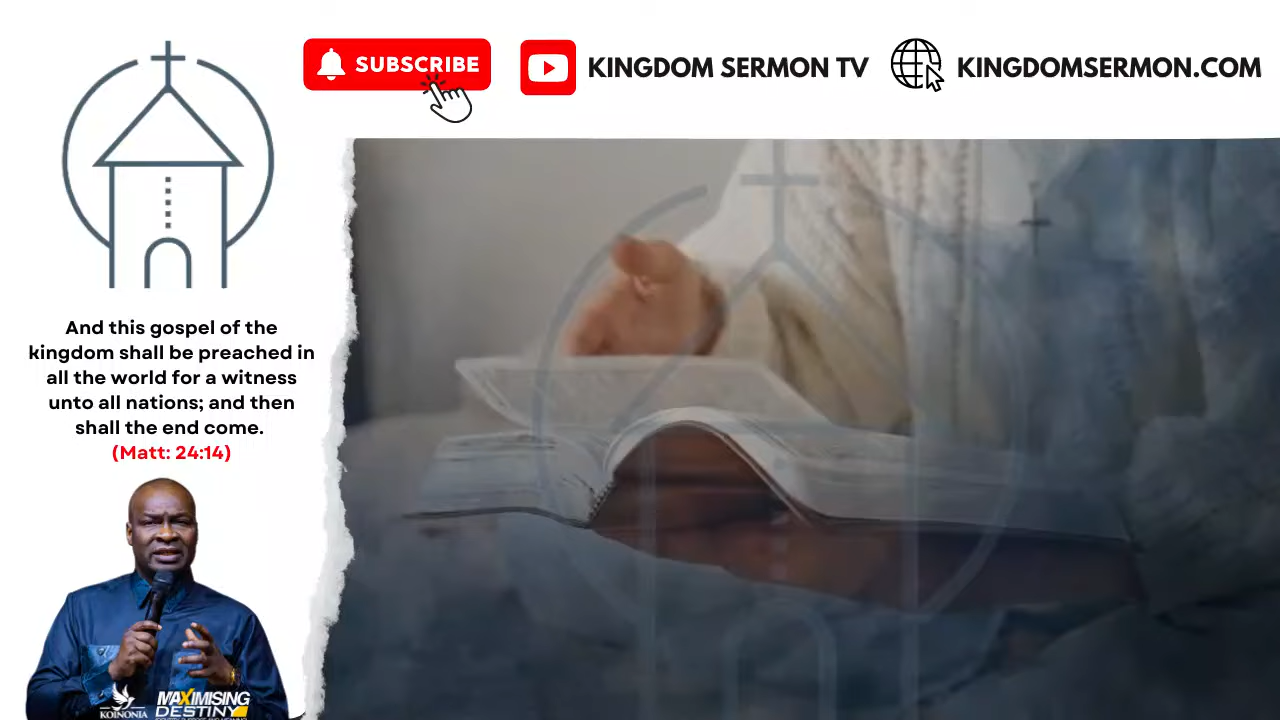 SUBSCRIBE
KINGDOM SERMON TV
KINGDOMSERMON.COM
And this gospel of the
kingdom shall be preached in
all the world for a witness
unto all nations; and then
shall the end come.
(Matt: 24:14)
KOINONIA
MAXIMISING
DESTINY